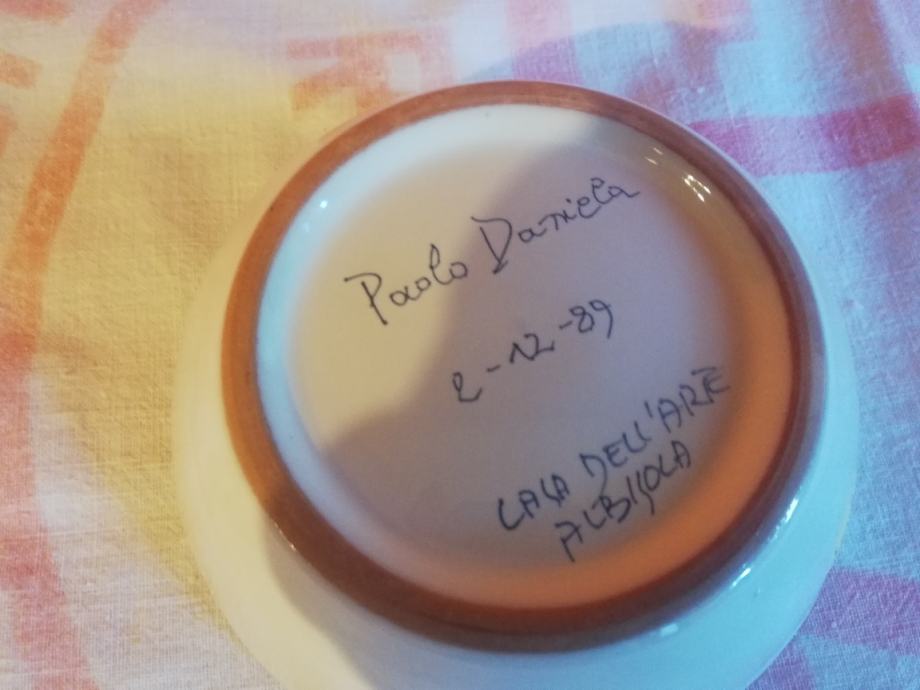 Paolo Daniela
2-12-89
CASA DELL'ARTE
ALBISOLA